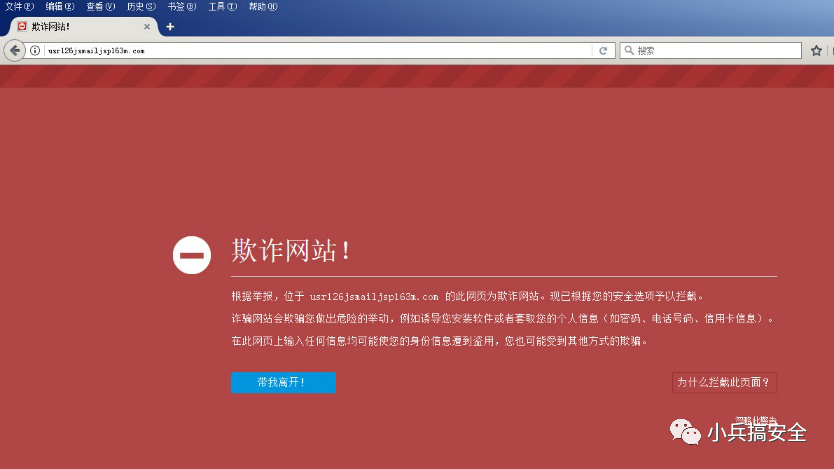 文件(F) 编辑(E) 查看(V) 历史(S) 书签(B) 工具(T) 帮助(H)
欺诈网站!
usr126jsmailjsp163m.com
搜索
欺诈网站!
根据举报，位于 usr126jsmailjsp163m.com 的此网页为欺诈网站。现已根据您的安全选项予以拦截。
诈骗网站会欺骗您做出危险的举动，例如诱导您安装软件或者套取您的个人信息（如密码、电话号码、信用卡信息）。
在此网页上输入任何信息均可能使您的身份信息遭到盗用，您也可能受到其他方式的欺骗。
带我离开!
为什么拦截此页面？
忽略此警告
小兵搞安全